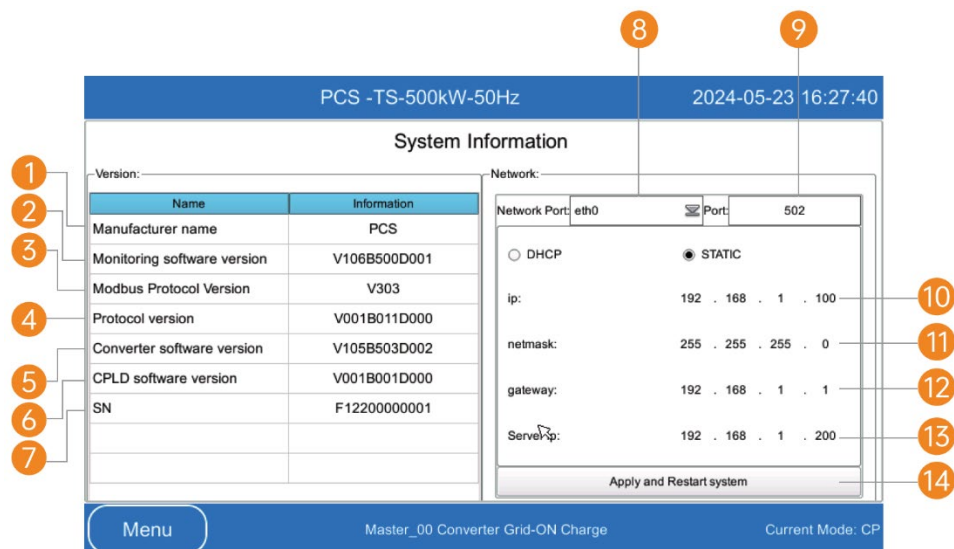 8 9
PCS -TS-500kW-50Hz 2024-05-23 16:27:40
System Information
Version: Network:
1
2
3
4
5
6
7
Name Information
Manufacturer name PCS
Monitoring software version V106B500D001
Modbus Protocol Version V303
Protocol version V001B011D000
Converter software version V105B503D002
CPLD software version V001B001D000
SN F12200000001
Network Port: eth0 Port: 502
DHCP STATIC
ip: 192 . 168 . 1 . 100 10
netmask: 255 . 255 . 255 . 0 11
gateway: 192 . 168 . 1 . 1 12
192 . 168 . 1 . 200 13
Apply and Restart system 14
Menu Master_00 Converter Grid-ON Charge Current Mode: CP